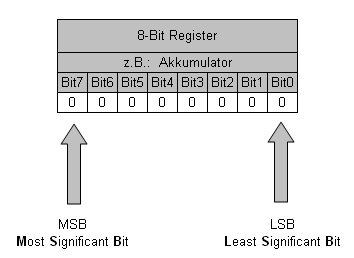 8-Bit Register
z.B.: Akkumulator
Bit7 Bit6 Bit5 Bit4 Bit3 Bit2 Bit1 Bit0
0 0 0 0 0 0 0 0
MSB LSB
Most Significant Bit Least Significant Bit